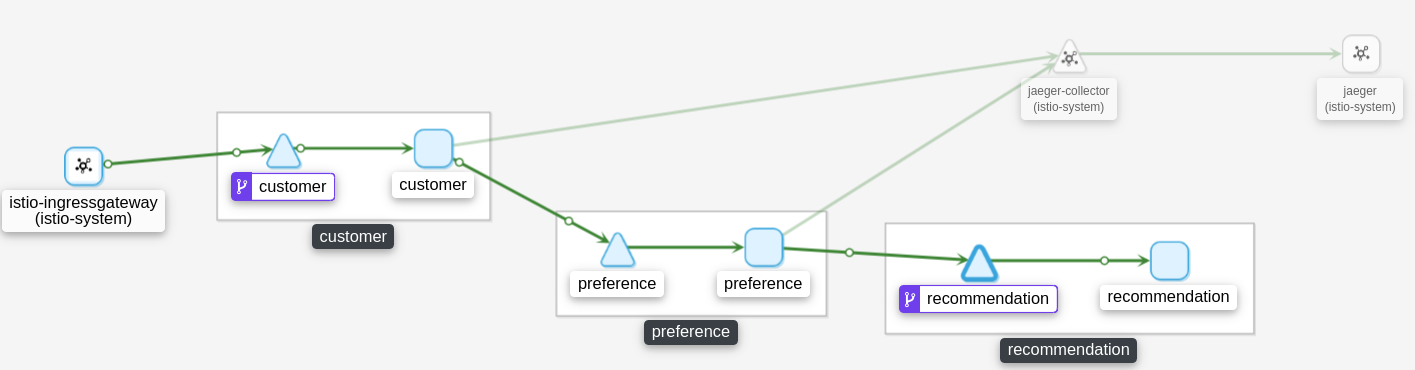 jaeger-collector
(istio-system)
jaeger
(istio-system)
istio-ingressgateway
(istio-system)
customer
customer
customer
preference
preference
preference
recommendation
recommendation
recommendation